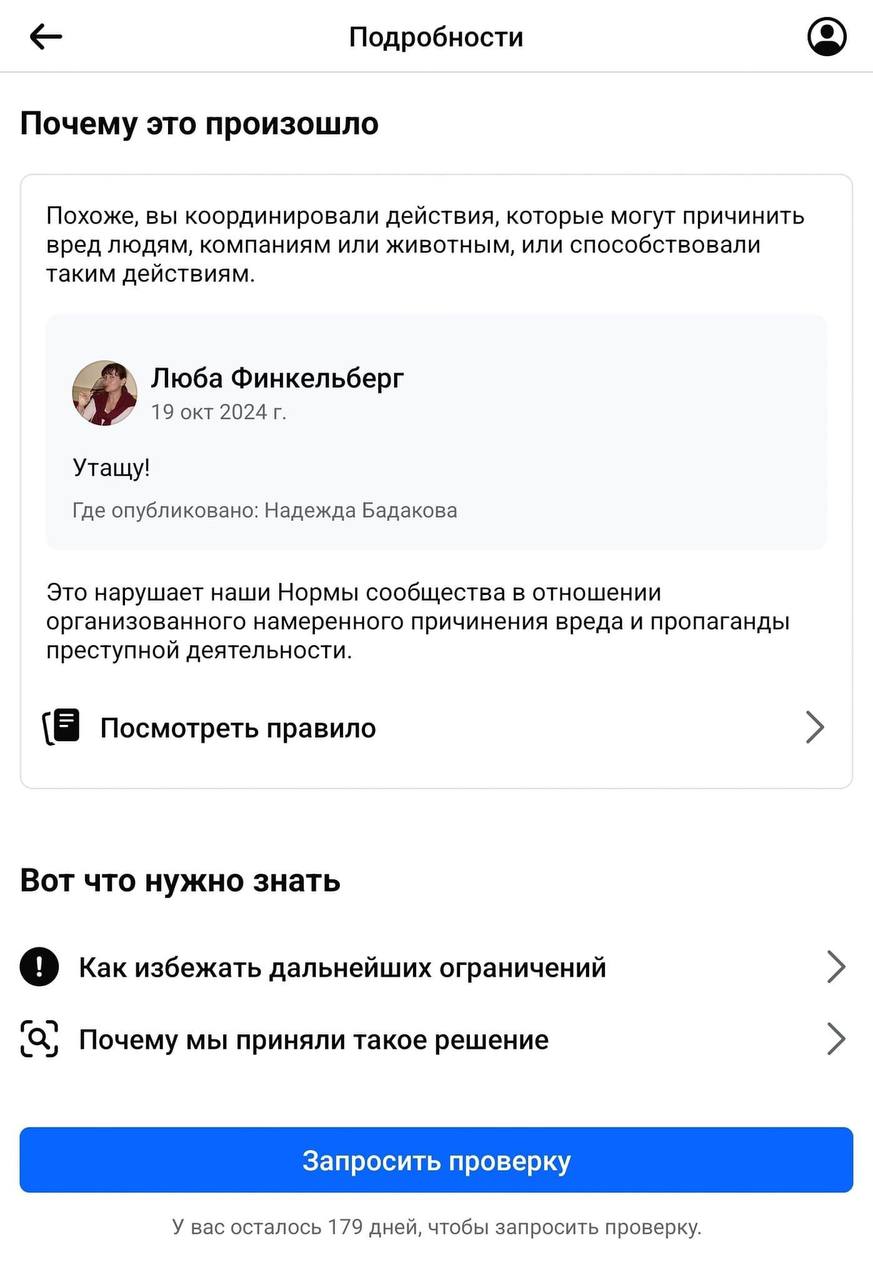 Подробности
Почему это произошло
Похоже, вы координировали действия, которые могут причинить
вред людям, компаниям или животным, или способствовали
таким действиям.
Люба Финкельберг
19 окт 2024 г.
Утащу!
Где опубликовано: Надежда Бадакова
Это нарушает наши Нормы сообщества в отношении
организованного намеренного причинения вреда и пропаганды
преступной деятельности.
Посмотреть правило
Вот что нужно знать
Как избежать дальнейших ограничений
Почему мы приняли такое решение
Запросить проверку
У вас осталось 179 дней, чтобы запросить проверку.